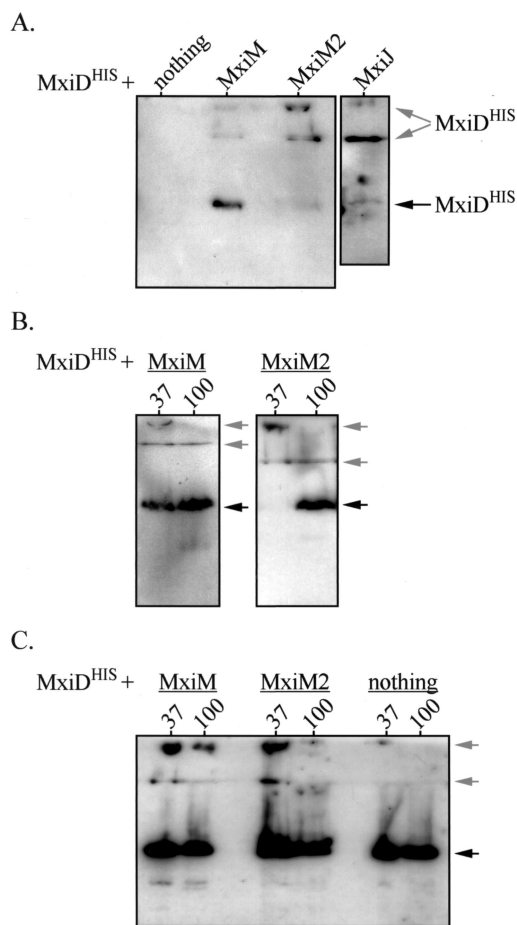 A.
MxiD^HIS + nothing MxiM MxiM2 MxiJ
MxiD^HIS
MxiD^HIS
B.
MxiD^HIS + MxiM MxiM2
37 100 37 100
C.
MxiD^HIS + MxiM MxiM2 nothing
37 100 37 100 37 100